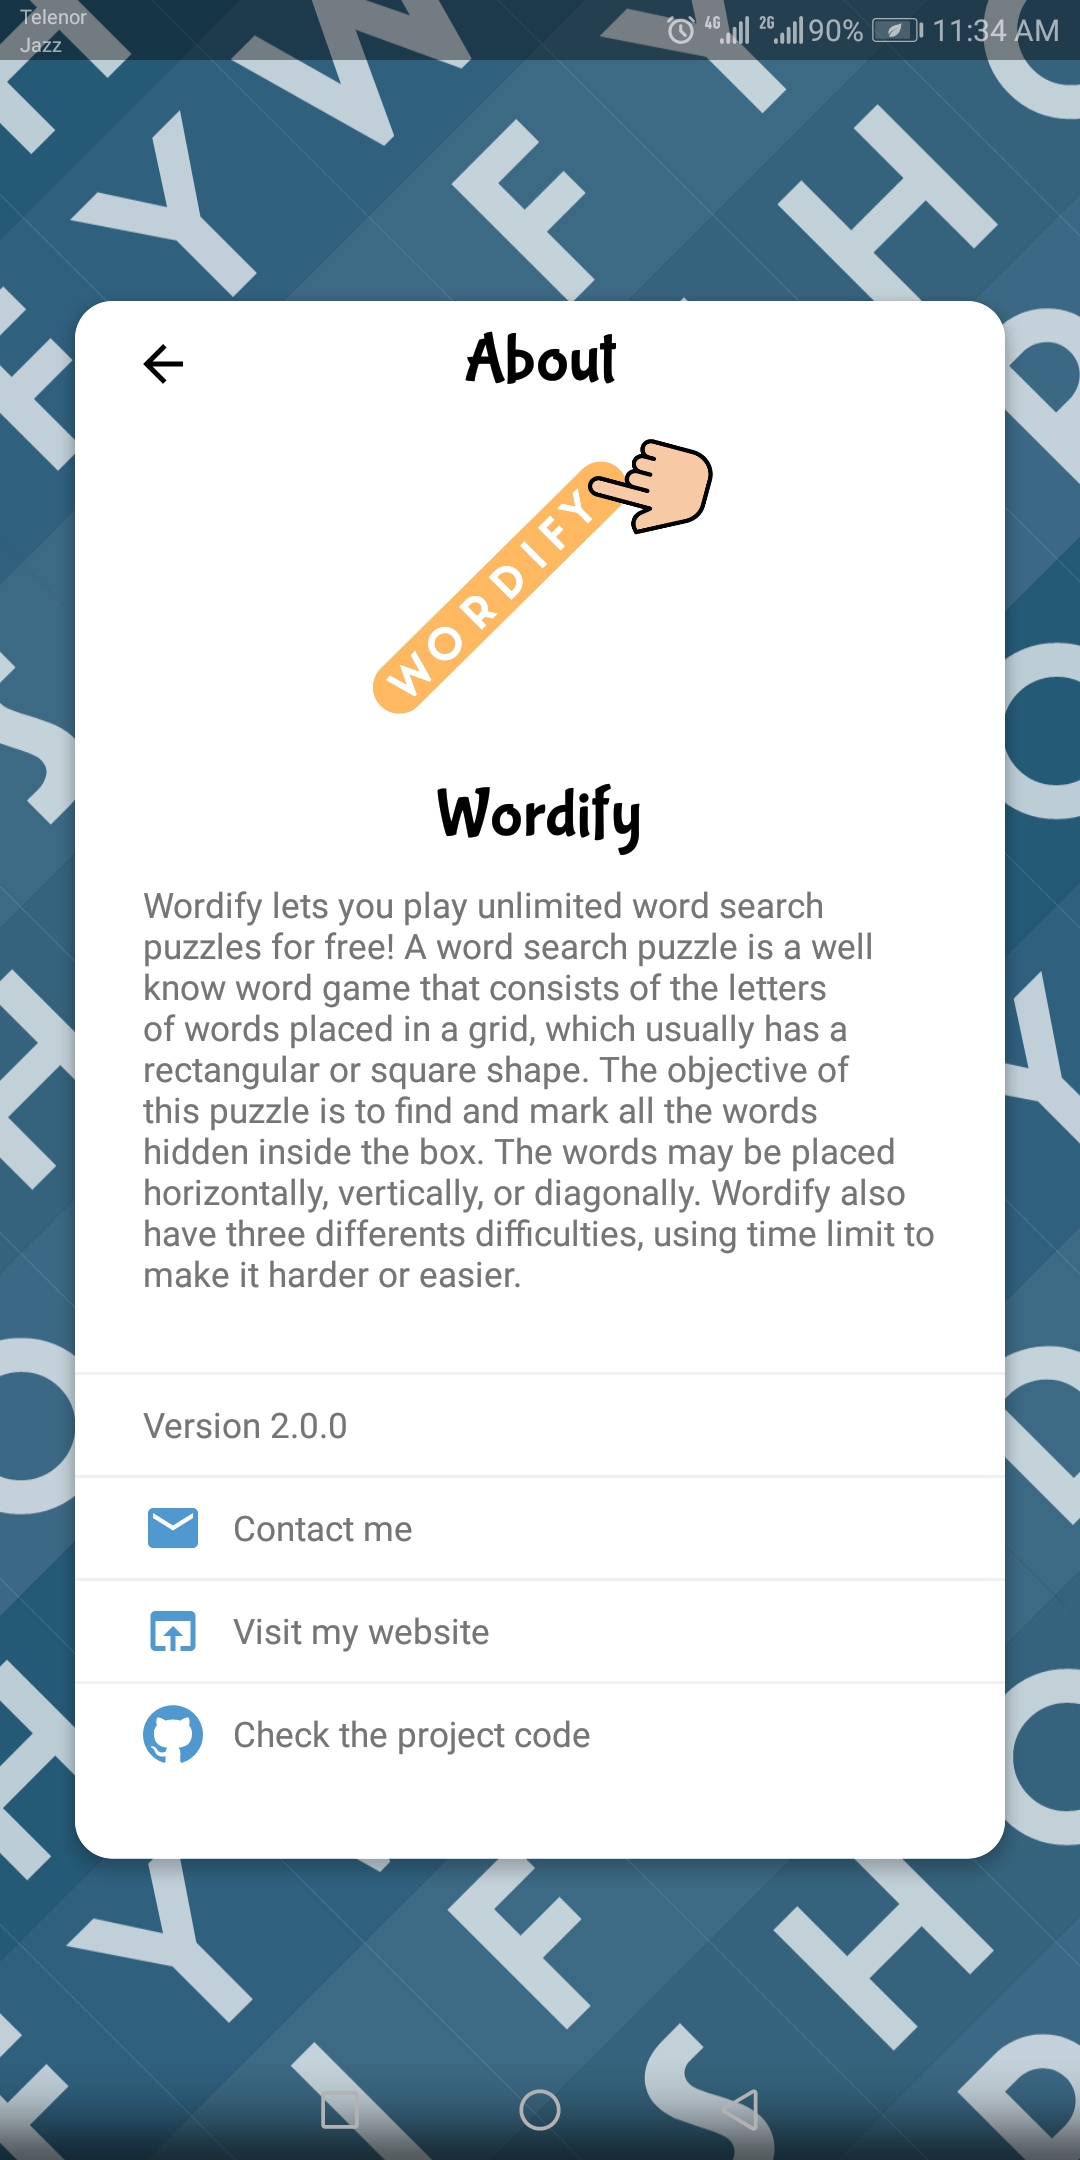 Telenor
Jazz
4G 2G 90% 11:34 AM
About
WORDIFY
Wordify
Wordify lets you play unlimited word search
puzzles for free! A word search puzzle is a well
know word game that consists of the letters
of words placed in a grid, which usually has a
rectangular or square shape. The objective of
this puzzle is to find and mark all the words
hidden inside the box. The words may be placed
horizontally, vertically, or diagonally. Wordify also
have three differents difficulties, using time limit to
make it harder or easier.
Version 2.0.0
Contact me
Visit my website
Check the project code